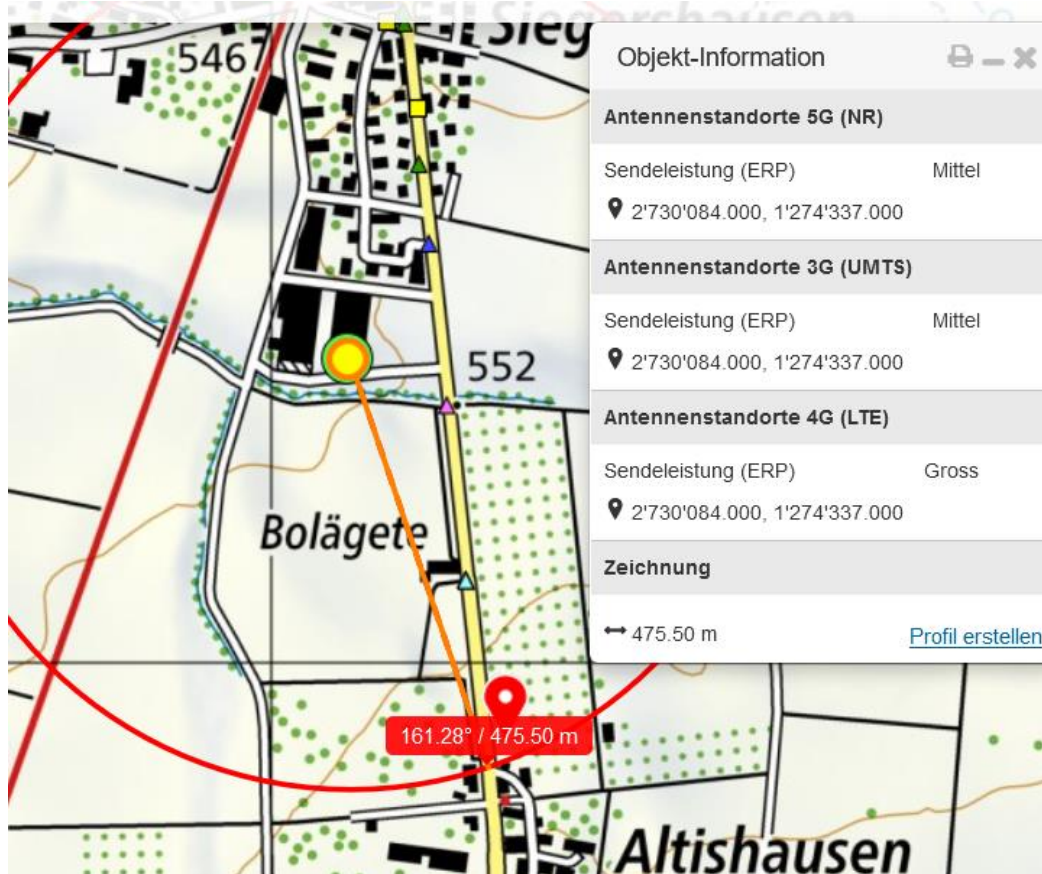 Siegershausen
546
Sieg
Objekt-Information
Antennenstandorte 5G (NR)
Sendeleistung (ERP) Mittel
2'730'084.000, 1'274'337.000
Antennenstandorte 3G (UMTS)
Sendeleistung (ERP) Mittel
2'730'084.000, 1'274'337.000
552
Antennenstandorte 4G (LTE)
Sendeleistung (ERP) Gross
2'730'084.000, 1'274'337.000
Bolägete
Zeichnung
475.50 m Profil erstellen
161.28° / 475.50 m
Altishausen